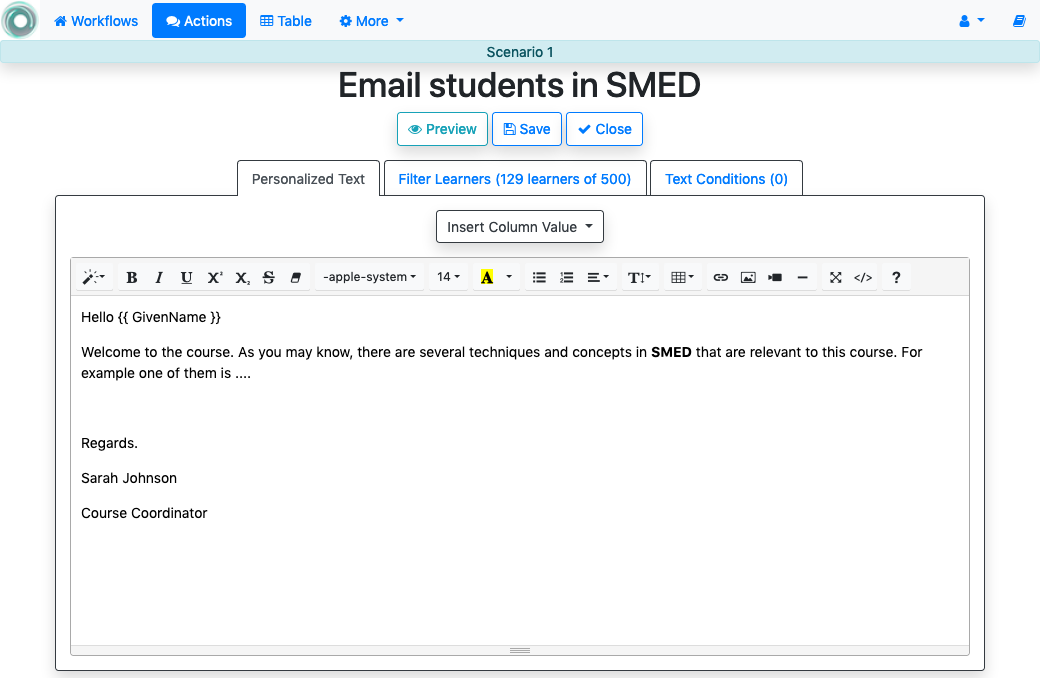 Workflows Actions Table More
Scenario 1
Email students in SMED
Preview Save Close
Personalized Text Filter Learners (129 learners of 500) Text Conditions (0)
Insert Column Value
B I U X² X₂ S -apple-system 14 A T </> ?
Hello {{ GivenName }}
Welcome to the course. As you may know, there are several techniques and concepts in SMED that are relevant to this course. For
example one of them is ....
Regards.
Sarah Johnson
Course Coordinator